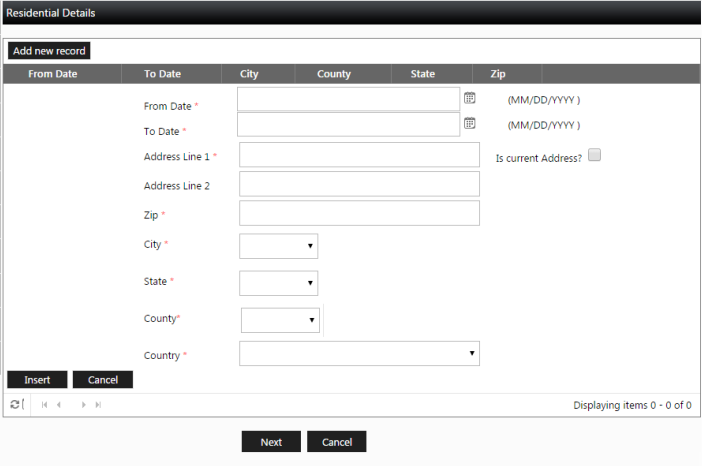 Residential Details
Add new record
From Date To Date City County State Zip
From Date * (MM/DD/YYYY )
To Date * (MM/DD/YYYY )
Address Line 1 * Is current Address?
Address Line 2
Zip *
City *
State *
County*
Country *
Insert Cancel
Displaying items 0 - 0 of 0
Next Cancel